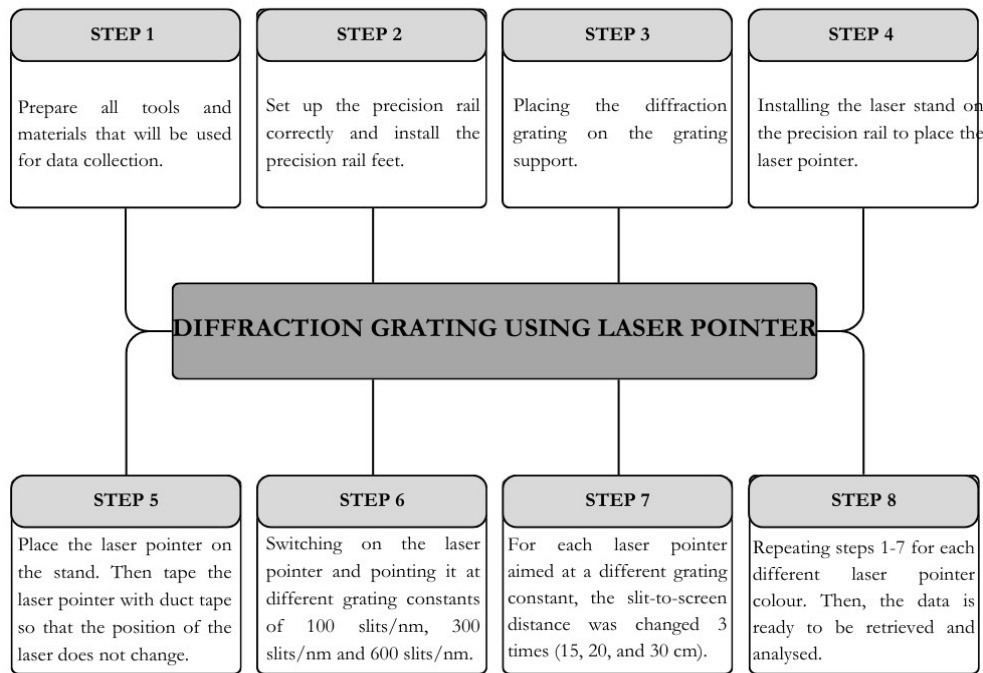 STEP 1
Prepare all tools and
materials that will be used
for data collection.
STEP 2
Set up the precision rail
correctly and install the
precision rail feet.
STEP 3
Placing the diffraction
grating on the grating
support.
STEP 4
Installing the laser stand on
the precision rail to place the
laser pointer.
DIFFRACTION GRATING USING LASER POINTER
STEP 5
Place the laser pointer on
the stand. Then tape the
laser pointer with duct tape
so that the position of the
laser does not change.
STEP 6
Switching on the laser
pointer and pointing it at
different grating constants
of 100 slits/nm, 300
slits/nm and 600 slits/nm.
STEP 7
For each laser pointer
aimed at a different grating
constant, the slit-to-screen
distance was changed 3
times (15, 20, and 30 cm).
STEP 8
Repeating steps 1-7 for each
different laser pointer
colour. Then, the data is
ready to be retrieved and
analysed.